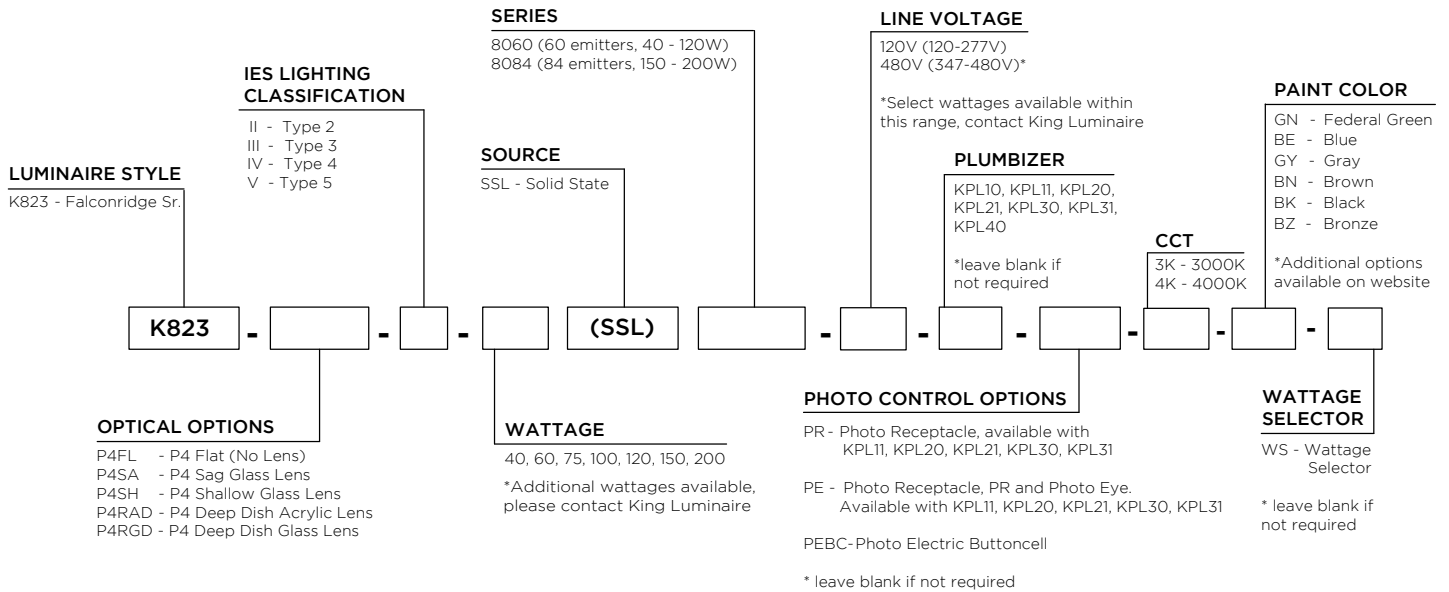 LUMINAIRE STYLE
K823 - Falconridge Sr.
IES LIGHTING
CLASSIFICATION
II - Type 2
III - Type 3
IV - Type 4
V - Type 5
SOURCE
SSL - Solid State
SERIES
8060 (60 emitters, 40 - 120W)
8084 (84 emitters, 150 - 200W)
LINE VOLTAGE
120V (120-277V)
480V (347-480V)*
*Select wattages available within
this range, contact King Luminaire
PLUMBIZER
KPL10, KPL11, KPL20,
KPL21, KPL30, KPL31,
KPL40
*leave blank if
not required
CCT
3K - 3000K
4K - 4000K
PAINT COLOR
GN - Federal Green
BE - Blue
GY - Gray
BN - Brown
BK - Black
BZ - Bronze
*Additional options
available on website
K823 - - - (SSL) - - - - - -
OPTICAL OPTIONS
P4FL - P4 Flat (No Lens)
P4SA - P4 Sag Glass Lens
P4SH - P4 Shallow Glass Lens
P4RAD - P4 Deep Dish Acrylic Lens
P4RGD - P4 Deep Dish Glass Lens
WATTAGE
40, 60, 75, 100, 120, 150, 200
*Additional wattages available,
please contact King Luminaire
PHOTO CONTROL OPTIONS
PR - Photo Receptacle, available with
KPL11, KPL20, KPL21, KPL30, KPL31
PE - Photo Receptacle, PR and Photo Eye.
Available with KPL11, KPL20, KPL21, KPL30, KPL31
PEBC-Photo Electric Buttoncell
* leave blank if not required
WATTAGE
SELECTOR
WS - Wattage
Selector
* leave blank if
not required